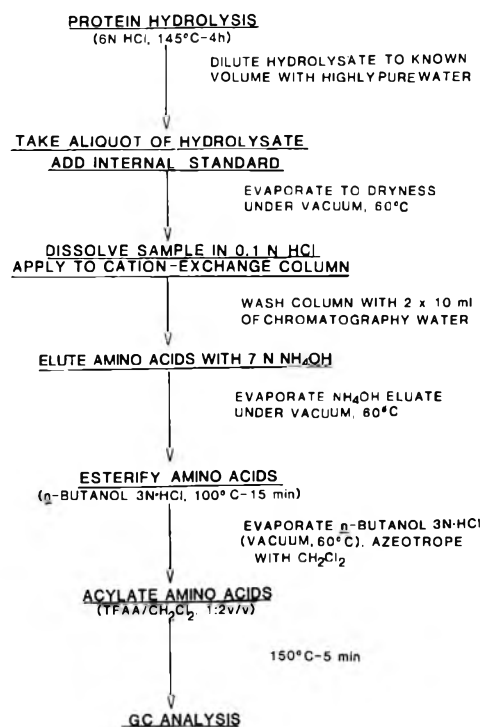 PROTEIN HYDROLYSIS
(6N HCl, 145°C-4h)
DILUTE HYDROLYSATE TO KNOWN
VOLUME WITH HIGHLY PURE WATER
TAKE ALIQUOT OF HYDROLYSATE
ADD INTERNAL STANDARD
EVAPORATE TO DRYNESS
UNDER VACUUM, 60°C
DISSOLVE SAMPLE IN 0.1 N HCl
APPLY TO CATION-EXCHANGE COLUMN
WASH COLUMN WITH 2 x 10 ml
OF CHROMATOGRAPHY WATER
ELUTE AMINO ACIDS WITH 7 N NH₄OH
EVAPORATE NH₄OH ELUATE
UNDER VACUUM, 60°C
ESTERIFY AMINO ACIDS
(n-BUTANOL 3N·HCl, 100°C-15 min)
EVAPORATE n-BUTANOL 3N·HCl
(VACUUM, 60°C). AZEOTROPE
WITH CH₂Cl₂
ACYLATE AMINO ACIDS
(TFAA/CH₂Cl₂, 1:2v/v)
150°C-5 min
GC ANALYSIS